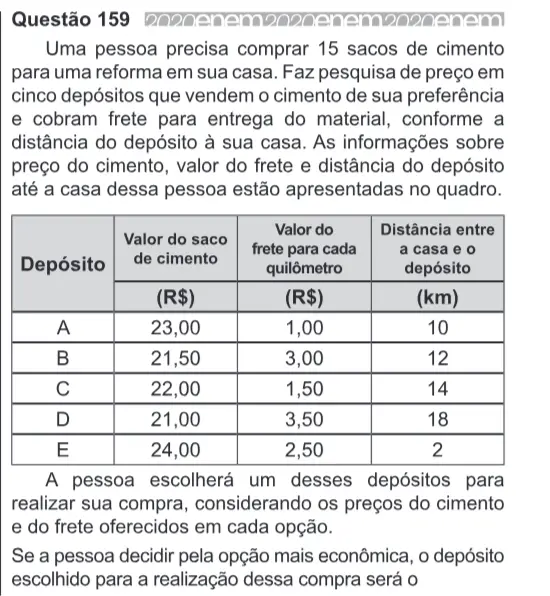 Questão 159 2020enem2020enem2020enem
Uma pessoa precisa comprar 15 sacos de cimento
para uma reforma em sua casa. Faz pesquisa de preço em
cinco depósitos que vendem o cimento de sua preferência
e cobram frete para entrega do material, conforme a
distância do depósito à sua casa. As informações sobre
preço do cimento, valor do frete e distância do depósito
até a casa dessa pessoa estão apresentadas no quadro.
Depósito
Valor do saco
de cimento
(R$)
Valor do
frete para cada
quilômetro
(R$)
Distância entre
a casa e o
depósito
(km)
A 23,00 1,00 10
B 21,50 3,00 12
C 22,00 1,50 14
D 21,00 3,50 18
E 24,00 2,50 2
A pessoa escolherá um desses depósitos para
realizar sua compra, considerando os preços do cimento
e do frete oferecidos em cada opção.
Se a pessoa decidir pela opção mais econômica, o depósito
escolhido para a realização dessa compra será o